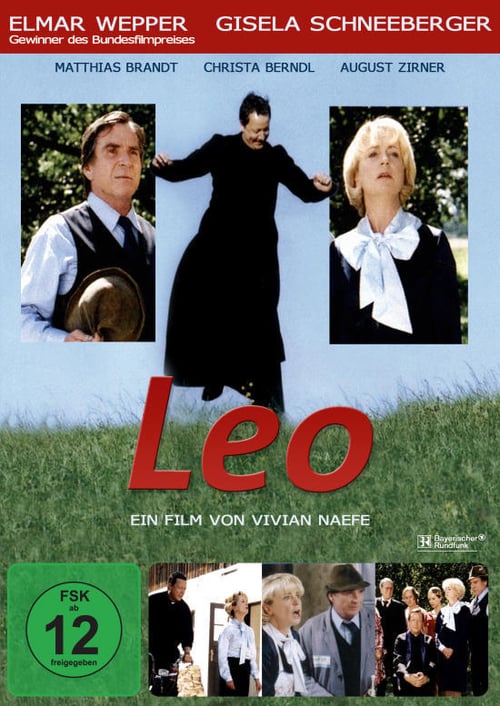 ELMAR WEPPER GISELA SCHNEEBERGER
Gewinner des Bundesfilmpreises
MATTHIAS BRANDT CHRISTA BERNDL AUGUST ZIRNER
Leo
EIN FILM VON VIVIAN NAEFE
Bayerischer
Rundfunk
FSK
ab
12
freigegeben